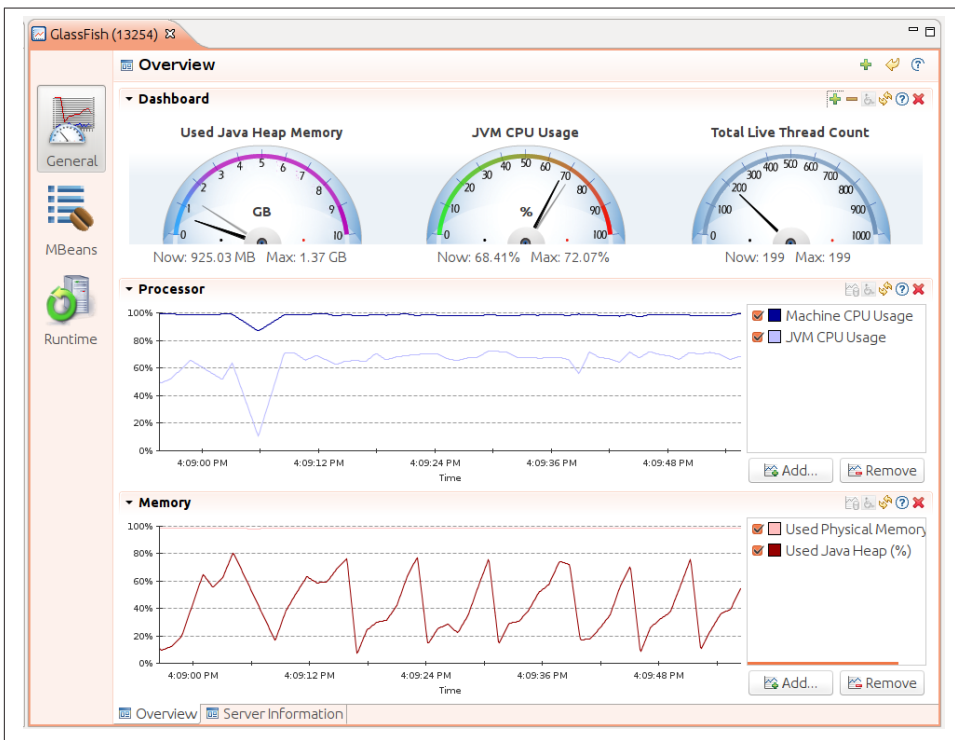 GlassFish (13254)
Overview
General
MBeans
Runtime
Dashboard
Used Java Heap Memory
0 1 2 3 4 5 6 7 8 9 10
GB
Now: 925.03 MB Max: 1.37 GB
JVM CPU Usage
0 10 20 30 40 50 60 70 80 90 100
%
Now: 68.41% Max: 72.07%
Total Live Thread Count
0 100 200 300 400 500 600 700 800 900 1000
Now: 199 Max: 199
Processor
100%
80%
60%
40%
20%
0%
4:09:00 PM 4:09:12 PM 4:09:24 PM 4:09:36 PM 4:09:48 PM
Time
Machine CPU Usage
JVM CPU Usage
Add... Remove
Memory
100%
80%
60%
40%
20%
0%
4:09:00 PM 4:09:12 PM 4:09:24 PM 4:09:36 PM 4:09:48 PM
Time
Used Physical Memory
Used Java Heap (%)
Add... Remove
Overview Server Information